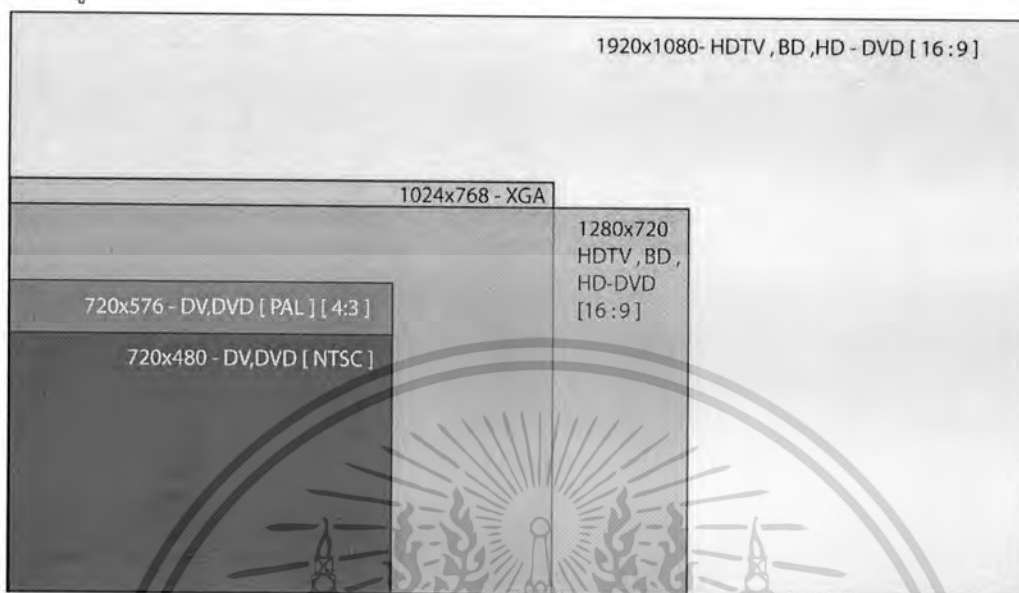 1920x1080- HDTV , BD ,HD - DVD [ 16 : 9 ]
1024x768 - XGA
1280x720
HDTV , BD ,
HD-DVD
[16 : 9 ]
720x576 - DV,DVD [ PAL ] [ 4:3 ]
720x480 - DV,DVD [ NTSC ]